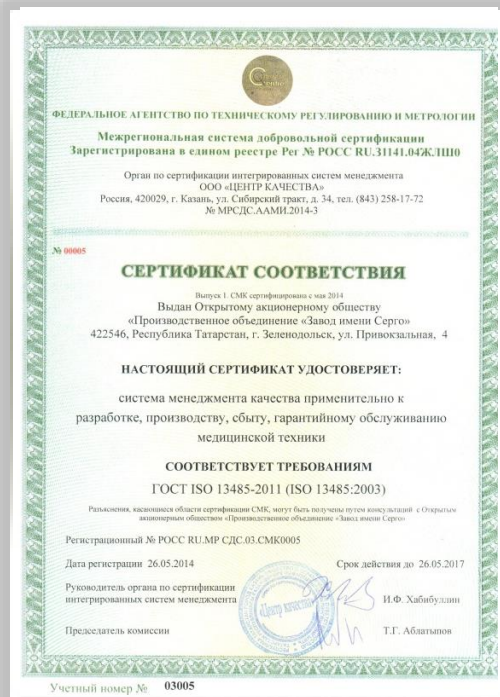 ФЕДЕРАЛЬНОЕ АГЕНТСТВО ПО ТЕХНИЧЕСКОМУ РЕГУЛИРОВАНИЮ И МЕТРОЛОГИИ
Межрегиональная система добровольной сертификации
Зарегистрирована в едином реестре Рег № РОСС RU.31141.04ЖЛШ0
Орган по сертификации интегрированных систем менеджмента
ООО «ЦЕНТР КАЧЕСТВА»
Россия, 420029, г. Казань, ул. Сибирский тракт, д. 34, тел. (843) 258-17-72
№ МРСДС.ААМИ.2014-3
№ 00005
СЕРТИФИКАТ СООТВЕТСТВИЯ
Выпуск 1. СМК сертифицирована с мая 2014
Выдан Открытому акционерному обществу
«Производственное объединение «Завод имени Серго»
422546, Республика Татарстан, г. Зеленодольск, ул. Привокзальная, 4
НАСТОЯЩИЙ СЕРТИФИКАТ УДОСТОВЕРЯЕТ:
система менеджмента качества применительно к
разработке, производству, сбыту, гарантийному обслуживанию
медицинской техники
СООТВЕТСТВУЕТ ТРЕБОВАНИЯМ
ГОСТ ISO 13485-2011 (ISO 13485:2003)
Разъяснения, касающиеся области сертификации СМК, могут быть получены путем консультаций с Открытым
акционерным обществом «Производственное объединение «Завод имени Серго»
Регистрационный № РОСС RU.МР СДС.03.СМК0005
Дата регистрации 26.05.2014 Срок действия до 26.05.2017
Руководитель органа по сертификации
интегрированных систем менеджмента И.Ф. Хабибуллин
«Центр качества»
Председатель комиссии Т.Г. Аблатыпов
Учетный номер № 03005